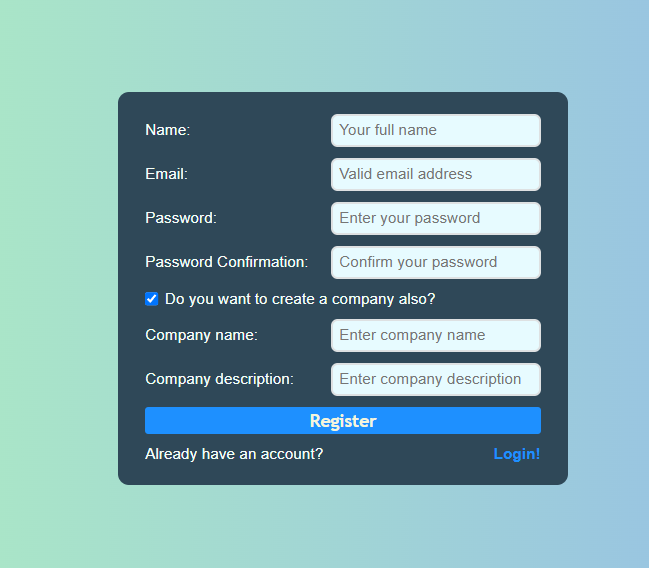 Name: Your full name
Email: Valid email address
Password: Enter your password
Password Confirmation: Confirm your password
Do you want to create a company also?
Company name: Enter company name
Company description: Enter company description
Register
Already have an account? Login!